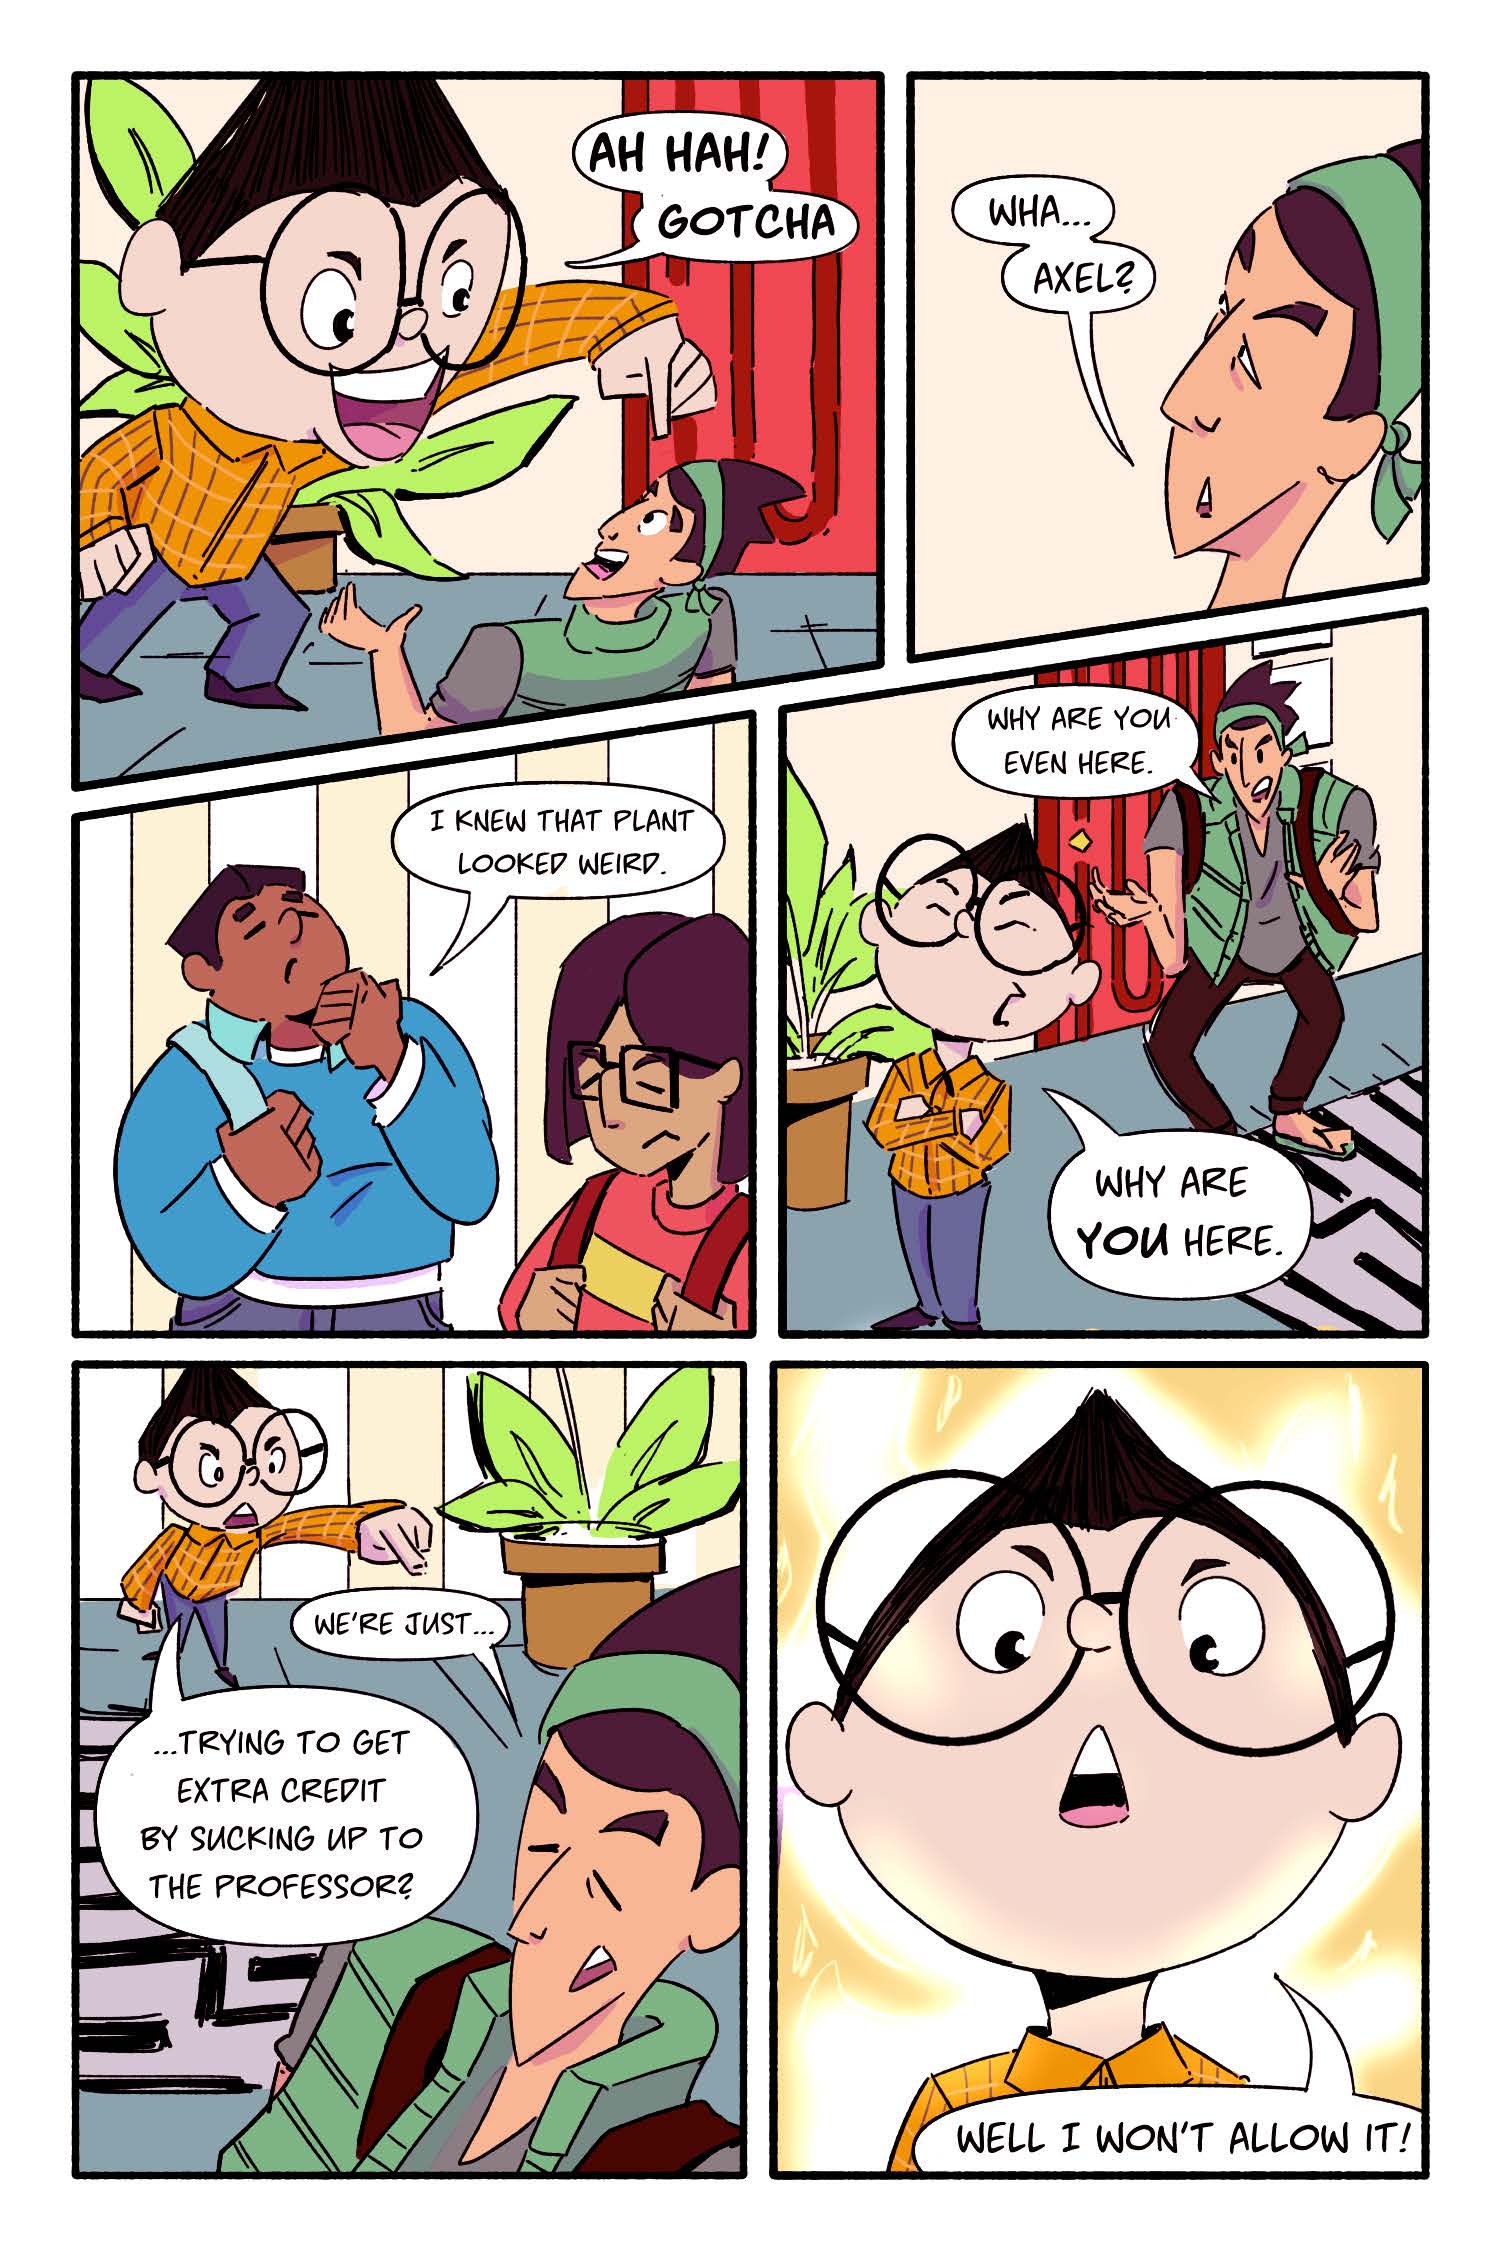 AH HAH!
GOTCHA
WHA...
AXEL?
I KNEW THAT PLANT
LOOKED WEIRD.
WHY ARE YOU
EVEN HERE.
WHY ARE
YOU HERE.
WE'RE JUST...
...TRYING TO GET
EXTRA CREDIT
BY SUCKING UP TO
THE PROFESSOR?
WELL I WON'T ALLOW IT!